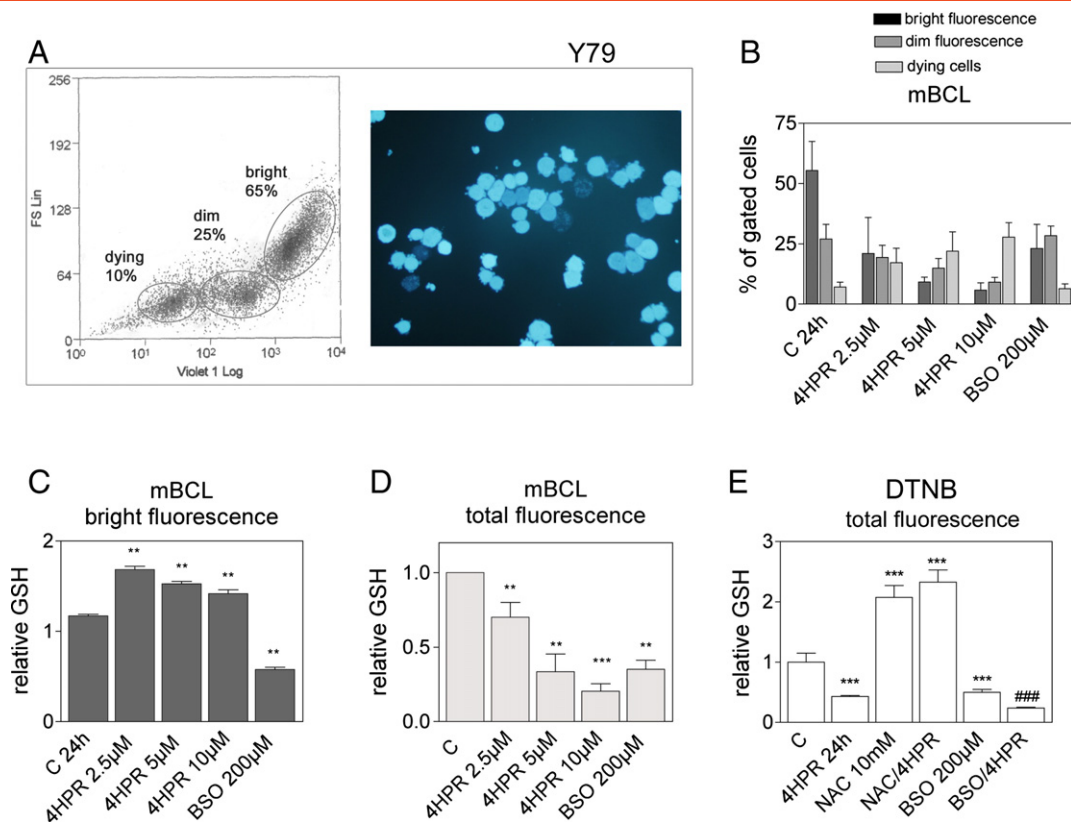 A
Y79
256
192
128
64
0
FS Lin
bright
65%
dim
25%
dying
10%
10⁰
10¹
10²
10³
10⁴
Violet 1 Log
bright fluorescence
dim fluorescence
dying cells
B
mBCL
% of gated cells
75
50
25
0
C 24h
4HPR 2.5µM
4HPR 5µM
4HPR 10µM
BSO 200µM
C
mBCL
bright fluorescence
relative GSH
2
1
0
**
**
**
**
C 24h
4HPR 2.5µM
4HPR 5µM
4HPR 10µM
BSO 200µM
D
mBCL
total fluorescence
relative GSH
1.0
0.5
0.0
**
**
***
**
C
4HPR 2.5µM
4HPR 5µM
4HPR 10µM
BSO 200µM
E
DTNB
total fluorescence
relative GSH
3
2
1
0
***
***
***
***
###
C
4HPR 24h
NAC 10mM
NAC/4HPR
BSO 200µM
BSO/4HPR